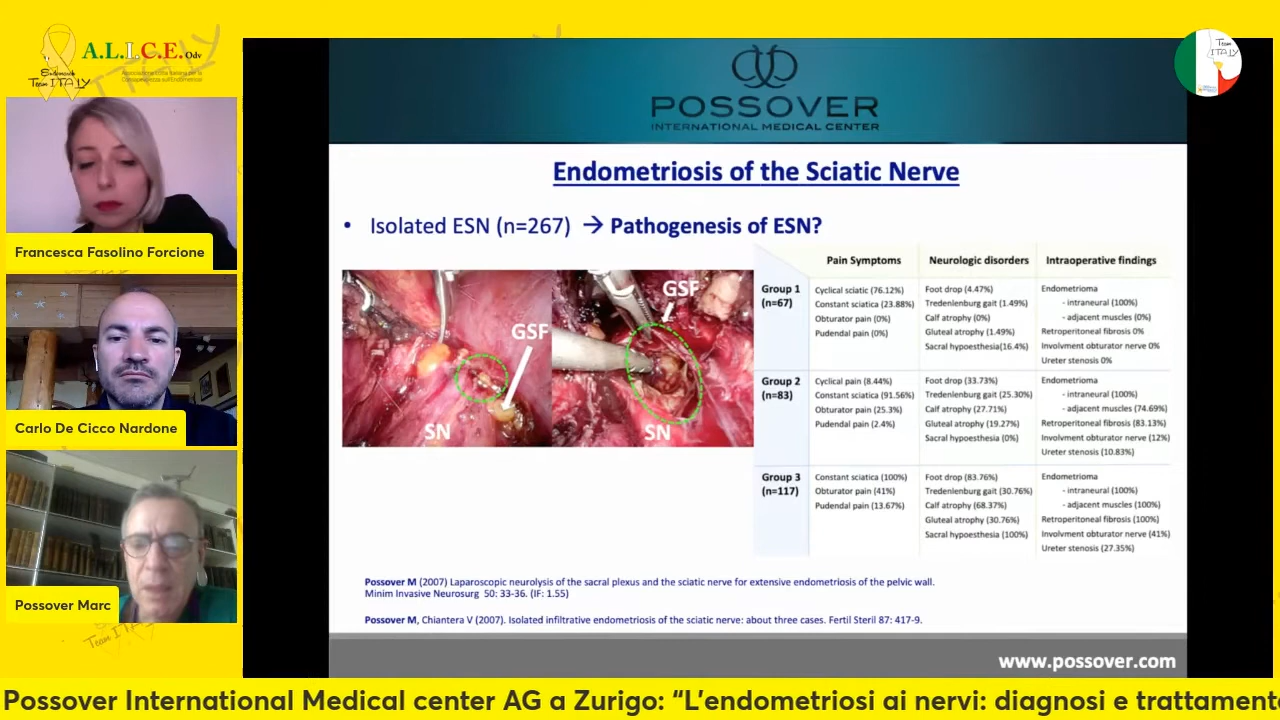 A.L.I.C.E. Odv
Endomarch
Team ITALY
Francesca Fasolino Forcione
Carlo De Cicco Nardone
Possover Marc
Team
ITALY
POSSOVER
INTERNATIONAL MEDICAL CENTER
Endometriosis of the Sciatic Nerve
• Isolated ESN (n=267) → Pathogenesis of ESN?
GSF
SN
GSF
SN
Pain Symptoms Neurologic disorders Intraoperative findings
Group 1
(n=67)
Cyclical sciatic (76.12%)
Constant sciatica (23.88%)
Obturator pain (0%)
Pudendal pain (0%)
Foot drop (4.47%)
Tredenlenburg gait (1.49%)
Calf atrophy (0%)
Gluteal atrophy (1.49%)
Sacral hypoesthesia(16.4%)
Endometrioma
- intraneural (100%)
- adjacent muscles (0%)
Retroperitoneal fibrosis 0%
Involvement obturator nerve 0%
Ureter stenosis 0%
Group 2
(n=83)
Cyclical pain (8.44%)
Constant sciatica (91.56%)
Obturator pain (25.3%)
Pudendal pain (2.4%)
Foot drop (33.73%)
Tredenlenburg gait (25.30%)
Calf atrophy (27.71%)
Gluteal atrophy (19.27%)
Sacral hypoesthesia (0%)
Endometrioma
- intraneural (100%)
- adjacent muscles (74.69%)
Retroperitoneal fibrosis (83.13%)
Involvment obturator nerve (12%)
Ureter stenosis (10.83%)
Group 3
(n=117)
Constant sciatica (100%)
Obturator pain (41%)
Pudendal pain (13.67%)
Foot drop (83.76%)
Tredenlenburg gait (30.76%)
Calf atrophy (68.37%)
Gluteal atrophy (30.76%)
Sacral hypoesthesia (100%)
Endometrioma
- intraneural (100%)
- adjacent muscles (100%)
Retroperitoneal fibrosis (100%)
Involvment obturator nerve (41%)
Ureter stenosis (27.35%)
Possover M (2007) Laparoscopic neurolysis of the sacral plexus and the sciatic nerve for extensive endometriosis of the pelvic wall.
Minim Invasive Neurosurg 50: 33-36. (IF: 1.55)
Possover M, Chiantera V (2007). Isolated infiltrative endometriosis of the sciatic nerve: about three cases. Fertil Steril 87: 417-9.
www.possover.com
Possover International Medical center AG a Zurigo: “L’endometriosi ai nervi: diagnosi e trattament